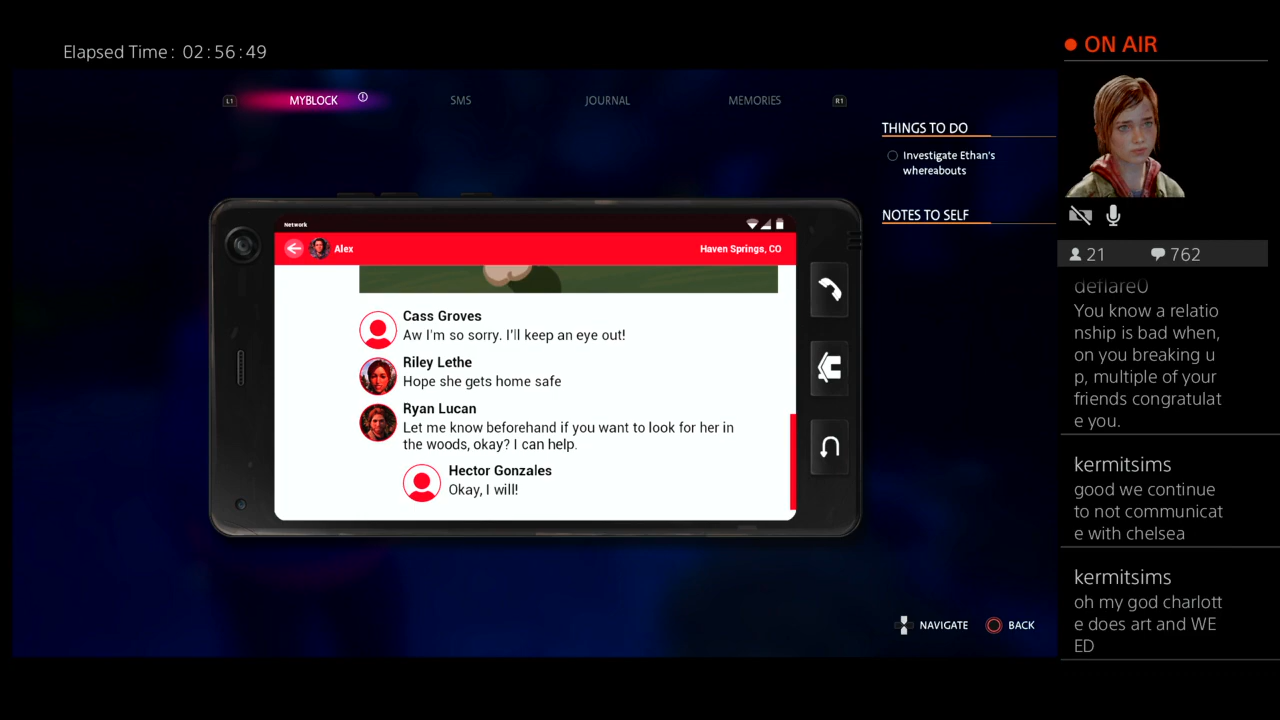 Elapsed Time: 02:56:49
ON AIR
L1
MYBLOCK
SMS
JOURNAL
MEMORIES
R1
THINGS TO DO
Investigate Ethan's
whereabouts
NOTES TO SELF
Network
Alex
Haven Springs, CO
Cass Groves
Aw I'm so sorry. I'll keep an eye out!
Riley Lethe
Hope she gets home safe
Ryan Lucan
Let me know beforehand if you want to look for her in
the woods, okay? I can help.
Hector Gonzales
Okay, I will!
NAVIGATE
BACK
21
762
deflare0
You know a relatio
nship is bad when,
on you breaking u
p, multiple of your
friends congratulat
e you.
kermitsims
good we continue
to not communicat
e with chelsea
kermitsims
oh my god charlott
e does art and WE
ED